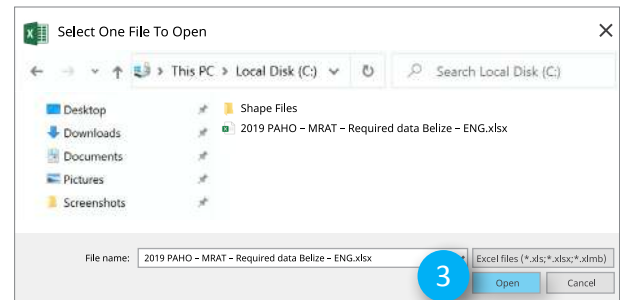 Select One File To Open
This PC > Local Disk (C:)
Search Local Disk (C:)
Desktop
Downloads
Documents
Pictures
Screenshots
Shape Files
2019 PAHO – MRAT – Required data Belize – ENG.xlsx
File name: 2019 PAHO – MRAT – Required data Belize – ENG.xlsx
Excel files (*.xls;*.xlsx;*.xlmb)
3
Open Cancel